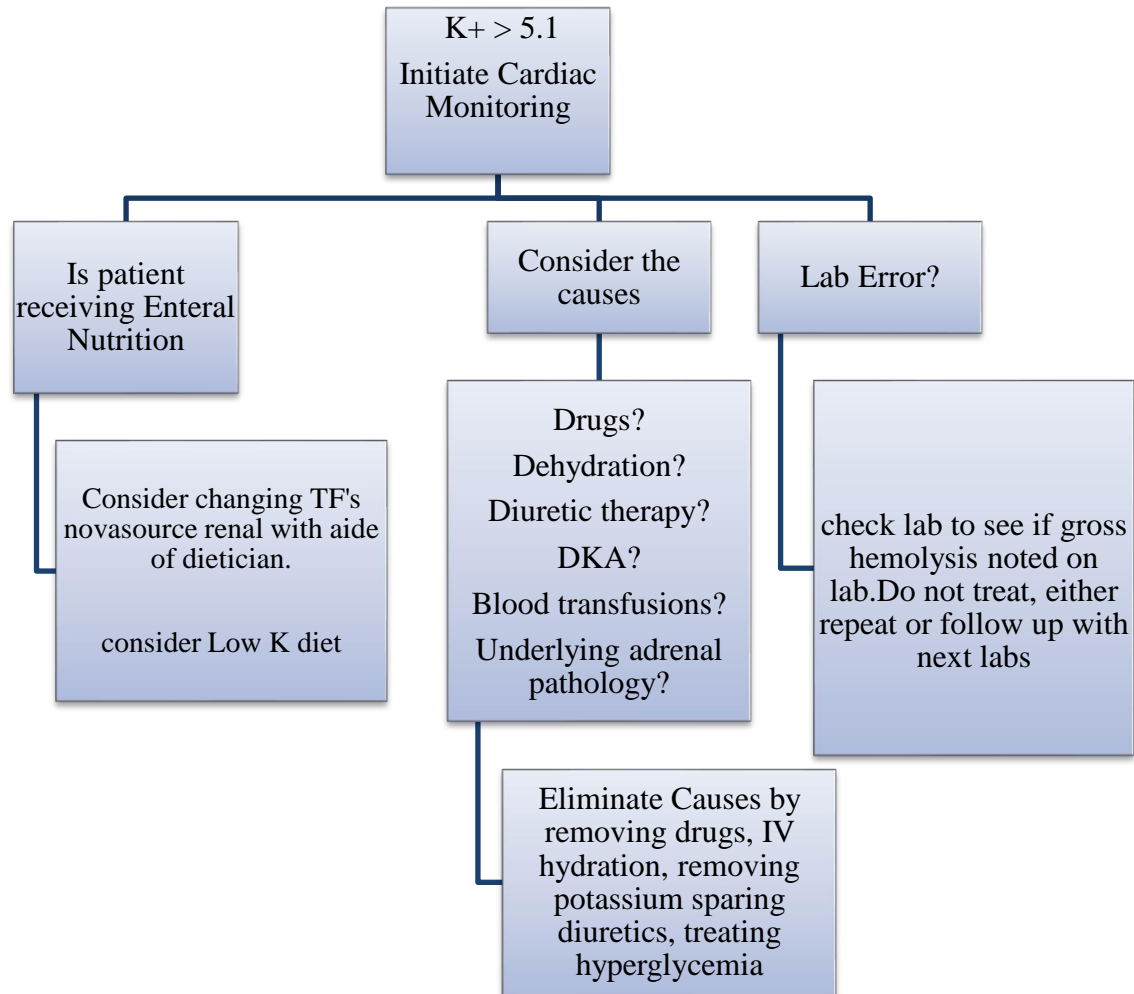 K+ > 5.1
Initiate Cardiac
Monitoring
Is patient
receiving Enteral
Nutrition
Consider the
causes
Lab Error?
Consider changing TF's
novasource renal with aide
of dietician.
consider Low K diet
Drugs?
Dehydration?
Diuretic therapy?
DKA?
Blood transfusions?
Underlying adrenal
pathology?
check lab to see if gross
hemolysis noted on
lab.Do not treat, either
repeat or follow up with
next labs
Eliminate Causes by
removing drugs, IV
hydration, removing
potassium sparing
diuretics, treating
hyperglycemia